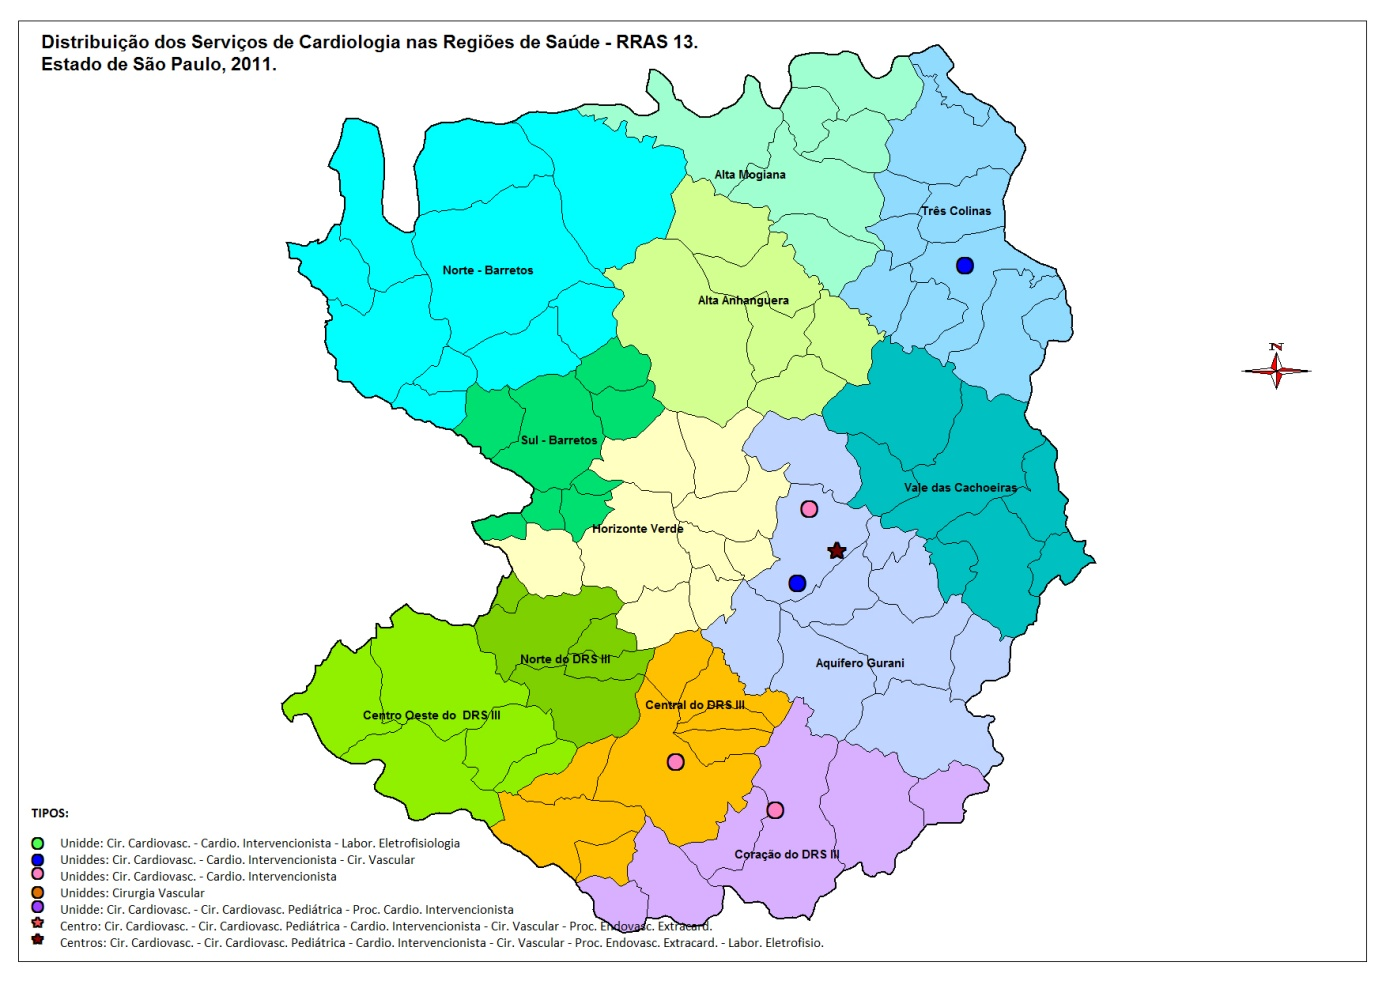 Distribuição dos Serviços de Cardiologia nas Regiões de Saúde - RRAS 13.
Estado de São Paulo, 2011.
Alta Mogiana
Três Colinas
Norte - Barretos
Alta Anhanguera
N
Sul - Barretos
Vale das Cachoeiras
Horizonte Verde
Norte do DRS III
Aquífero Gurani
Central do DRS III
Centro Oeste do DRS III
Coração do DRS III
TIPOS:
Unidde: Cir. Cardiovasc. - Cardio. Intervencionista - Labor. Eletrofisiologia
Uniddes: Cir. Cardiovasc. - Cardio. Intervencionista - Cir. Vascular
Uniddes: Cir. Cardiovasc. - Cardio. Intervencionista
Uniddes: Cirurgia Vascular
Unidde: Cir. Cardiovasc. - Cir. Cardiovasc. Pediátrica - Proc. Cardio. Intervencionista
Centro: Cir. Cardiovasc. - Cir. Cardiovasc. Pediátrica - Cardio. Intervencionista - Cir. Vascular - Proc. Endovasc. Extracard.
Centros: Cir. Cardiovasc. - Cir. Cardiovasc. Pediátrica - Cardio. Intervencionista - Cir. Vascular - Proc. Endovasc. Extracard. - Labor. Eletrofisio.